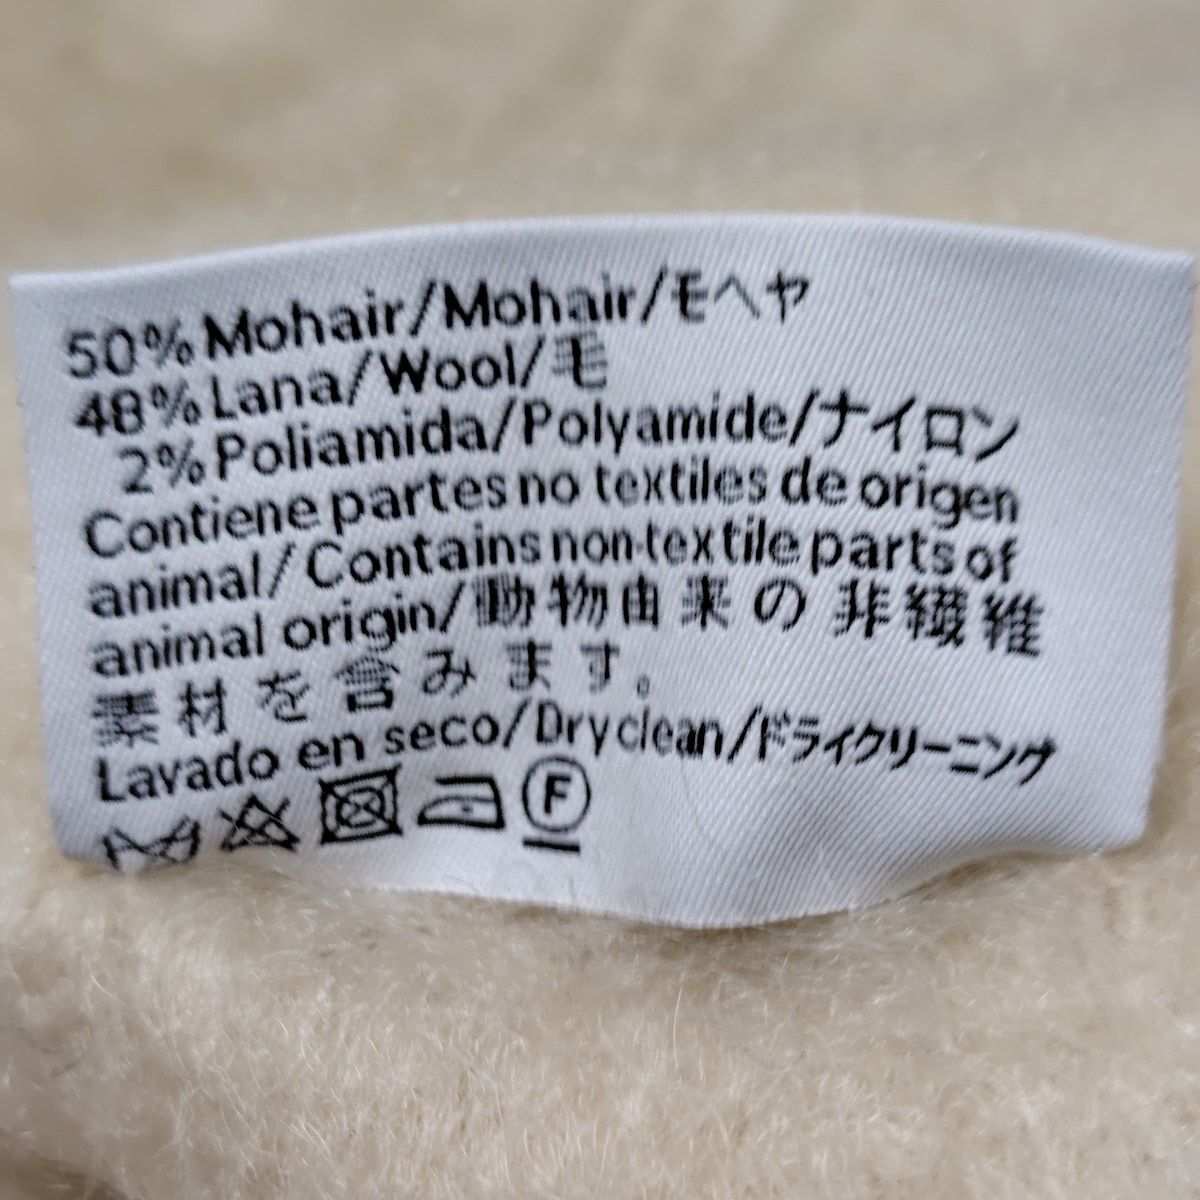 50% Mohair/Mohair/モヘヤ
48% Lana/Wool/毛
2% Poliamida/Polyamide/ナイロン
Contiene partes no textiles de origen
animal/Contains non-textile parts of
animal origin/動物由来の非繊維
素材を含みます。
Lavado en seco/Dry clean/ドライクリーニング
F